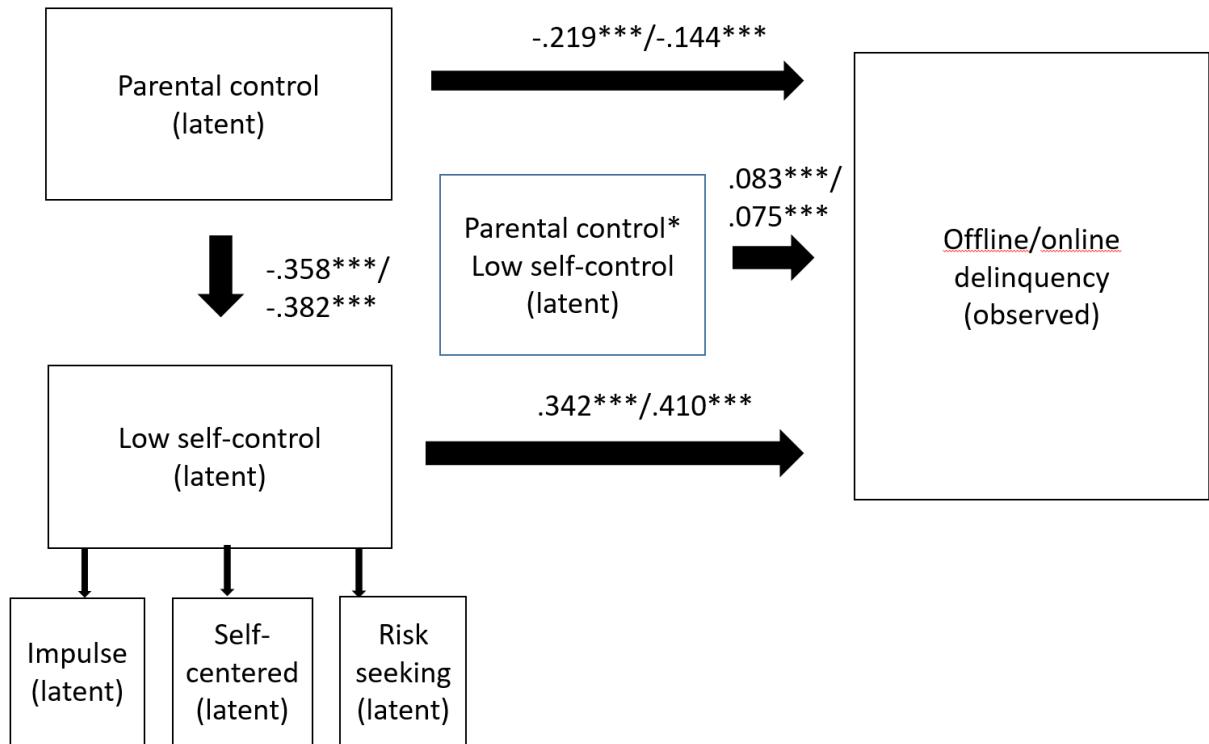 -.219***/-.144***
Parental control
(latent)
.083***/
.075***
Parental control*
Low self-control
(latent)
Offline/online
delinquency
(observed)
-.358***/
-.382***
.342***/.410***
Low self-control
(latent)
Impulse
(latent)
Self-
centered
(latent)
Risk
seeking
(latent)